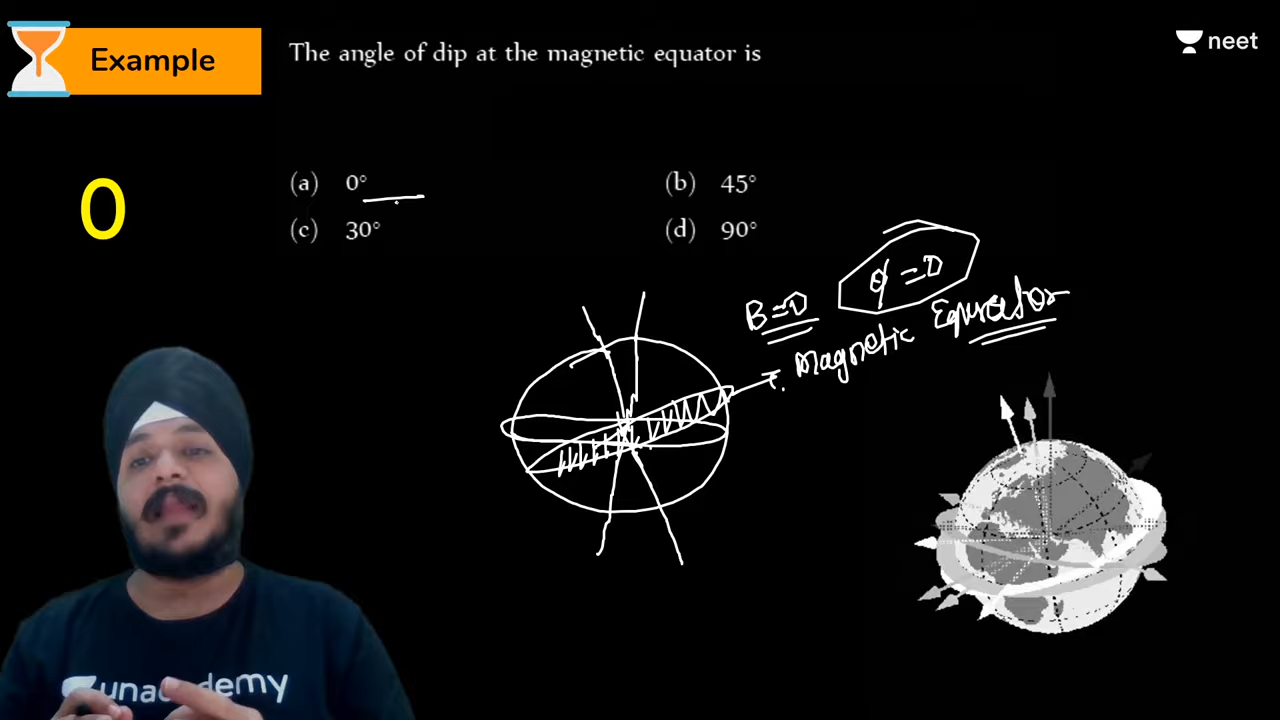 Example
The angle of dip at the magnetic equator is
neet
0
(a) 0°
(b) 45°
(c) 30°
(d) 90°
B=0
ϕ=0
Magnetic Equator
unacademy